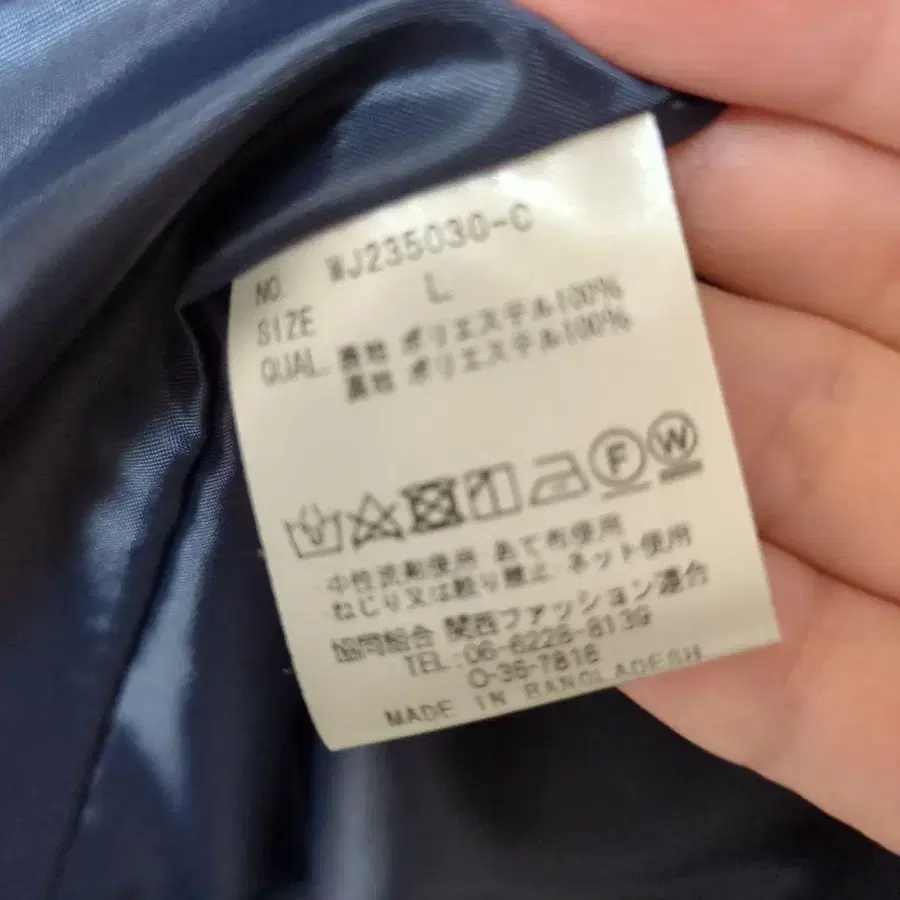 NO. WJ235030-C
SIZE L
QUAL. 表地 ポリエステル100%
裏地 ポリエステル100%
F W
中性洗剤使用 あて布使用
ねじり又は絞り禁止 ネット使用
協同組合 関西ファッション連合
TEL:06-6228-8139
O-36-7816
MADE IN BANGLADESH